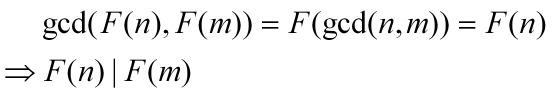 gcd(F(n), F(m)) = F(gcd(n, m)) = F(n)
⇒ F(n) | F(m)